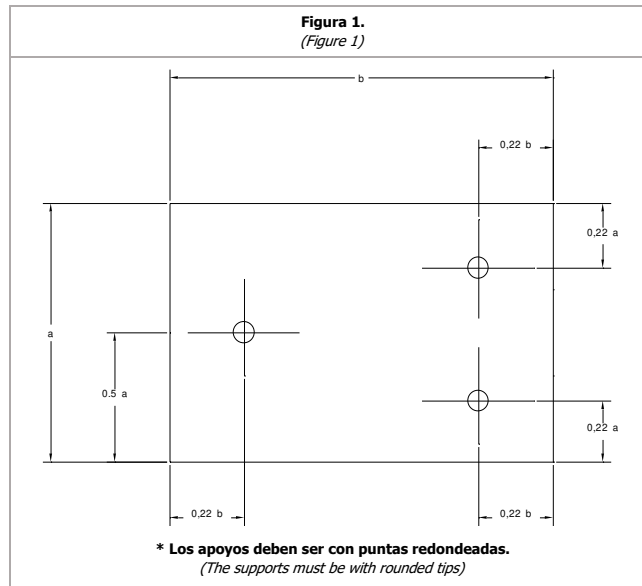 Figura 1.
(Figure 1)
b
0,22 b
0,22 a
a
0.5 a
0,22 a
0,22 b
0,22 b
* Los apoyos deben ser con puntas redondeadas.
(The supports must be with rounded tips)